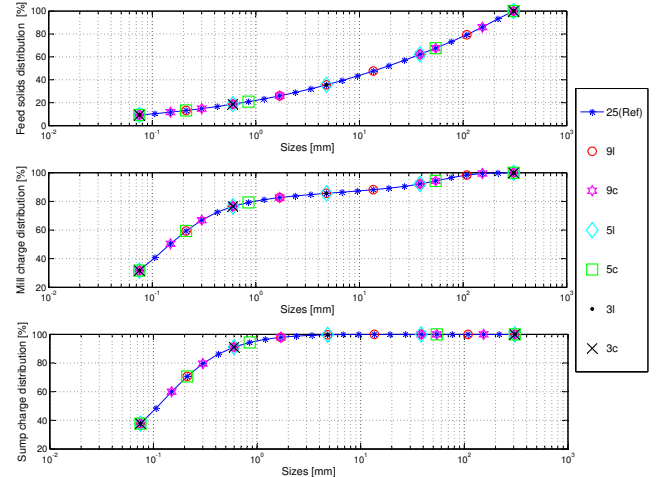 Feed solids distribution [%]
100
80
60
40
20
0
10^-2 10^-1 10^0 10^1 10^2 10^3
Sizes [mm]
Mill charge distribution [%]
100
80
60
40
20
10^-2 10^-1 10^0 10^1 10^2 10^3
Sizes [mm]
Sump charge distribution [%]
100
80
60
40
20
10^-2 10^-1 10^0 10^1 10^2 10^3
Sizes [mm]
25(Ref)
9l
9c
5l
5c
3l
3c